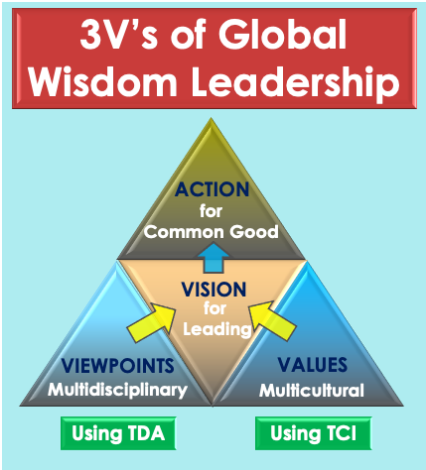 3V's of Global
Wisdom Leadership
ACTION
for
Common Good
VISION
for
Leading
VIEWPOINTS
Multidisciplinary
VALUES
Multicultural
Using TDA
Using TCI